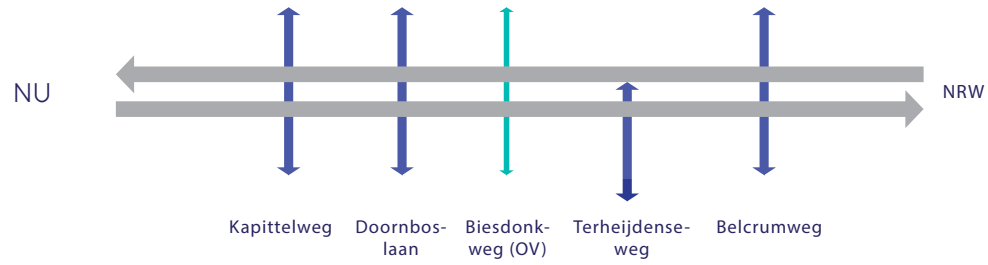 NU
NRW
Kapittelweg
Doornbos-
laan
Biesdonk-
weg (OV)
Terheijdense-
weg
Belcrumweg